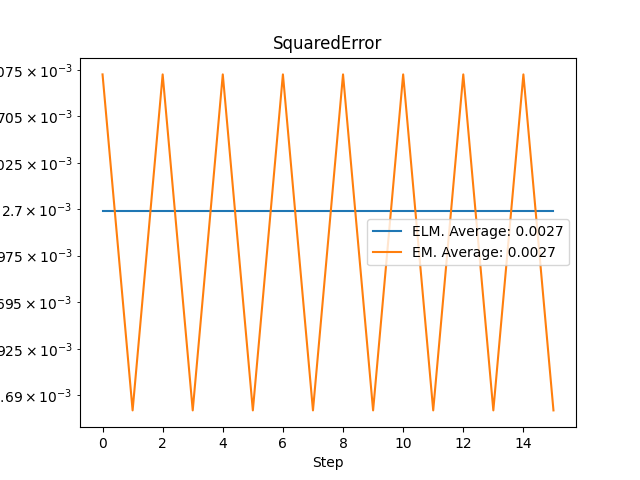 SquaredError
075 × 10⁻³
705 × 10⁻³
025 × 10⁻³
2.7 × 10⁻³
975 × 10⁻³
695 × 10⁻³
925 × 10⁻³
.69 × 10⁻³
ELM. Average: 0.0027
EM. Average: 0.0027
0 2 4 6 8 10 12 14
Step